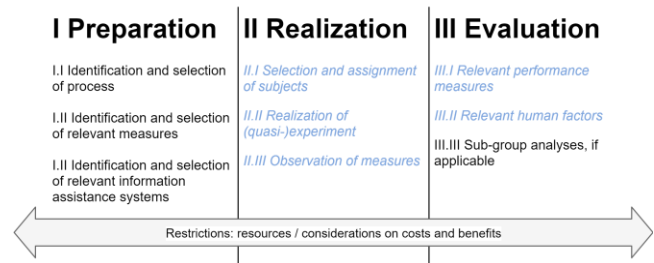 I Preparation
I.I Identification and selection
of process
I.II Identification and selection
of relevant measures
I.II Identification and selection
of relevant information
assistance systems
II Realization
II.I Selection and assignment
of subjects
II.II Realization of
(quasi-)experiment
II.III Observation of measures
III Evaluation
III.I Relevant performance
measures
III.II Relevant human factors
III.III Sub-group analyses, if
applicable
Restrictions: resources / considerations on costs and benefits